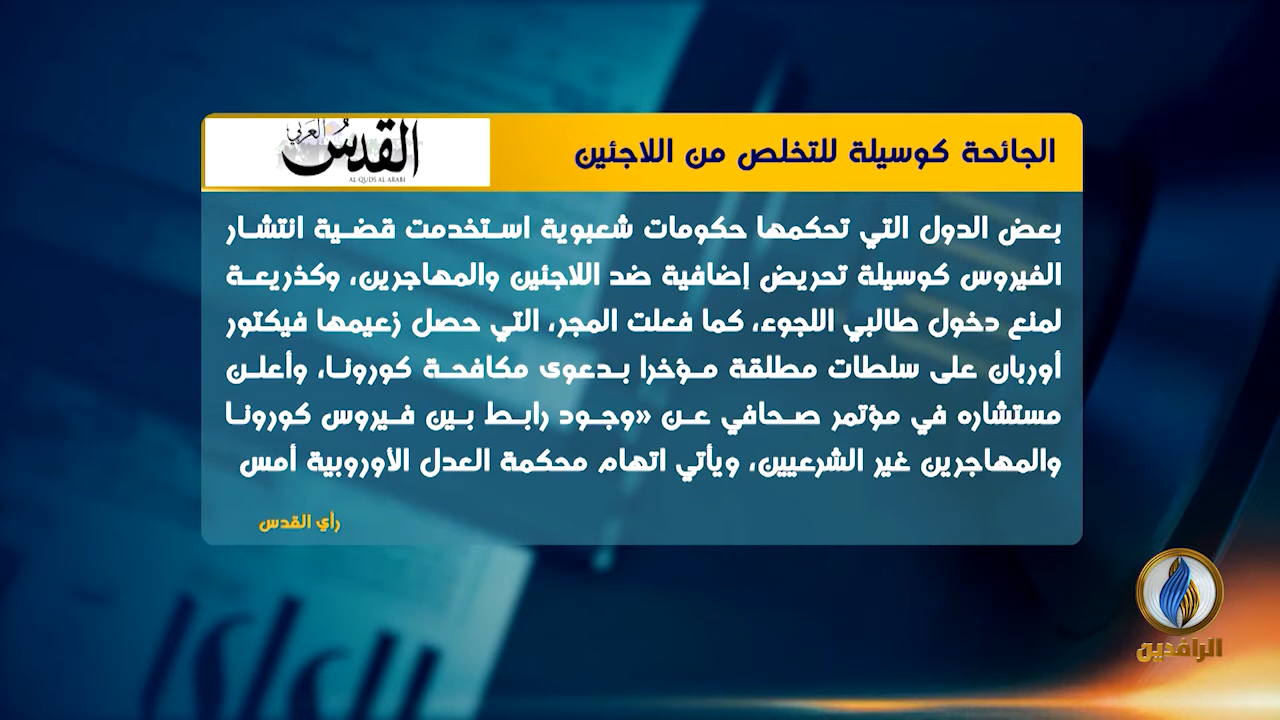 الجائحة كوسيلة للتخلص من اللاجئين
القدس العربي
AL QUDS AL ARABI
بعض الدول التي تحكمها حكومات شعبوية استخدمت قضية انتشار
الفيروس كوسيلة تحريض إضافية ضد اللاجئين والمهاجرين، وكذريعة
لمنع دخول طالبي اللجوء، كما فعلت المجر، التي حصل زعيمها فيكتور
أوربان على سلطات مطلقة مؤخرا بدعوى مكافحة كورونا، وأعلن
مستشاره في مؤتمر صحافي عن «وجود رابط بين فيروس كورونا
والمهاجرين غير الشرعيين، ويأتي اتهام محكمة العدل الأوروبية أمس
رأي القدس
الرافدين